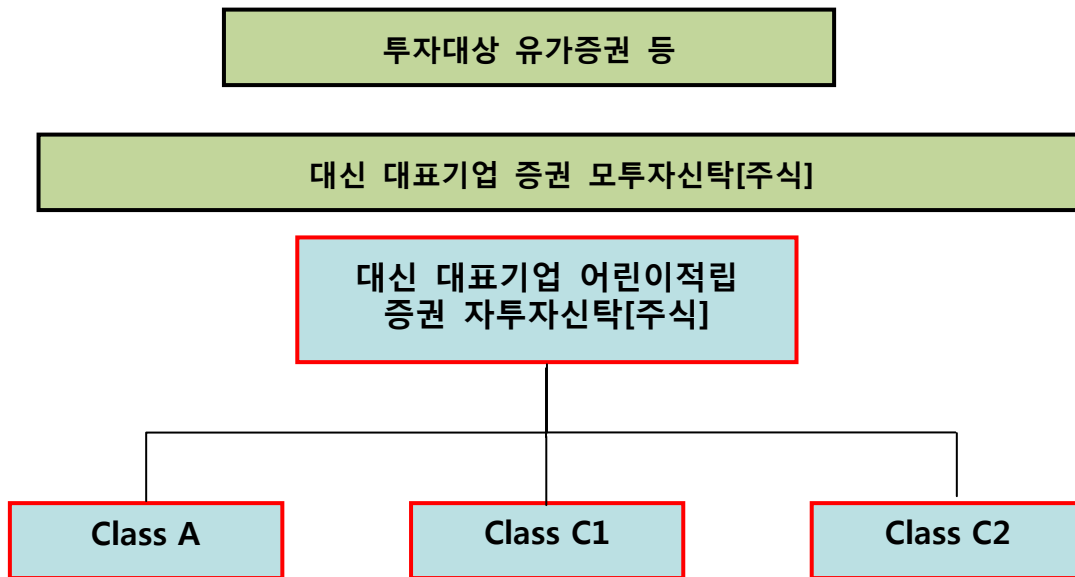 투자대상 유가증권 등
대신 대표기업 증권 모투자신탁[주식]
대신 대표기업 어린이적립
증권 자투자신탁[주식]
Class A
Class C1
Class C2